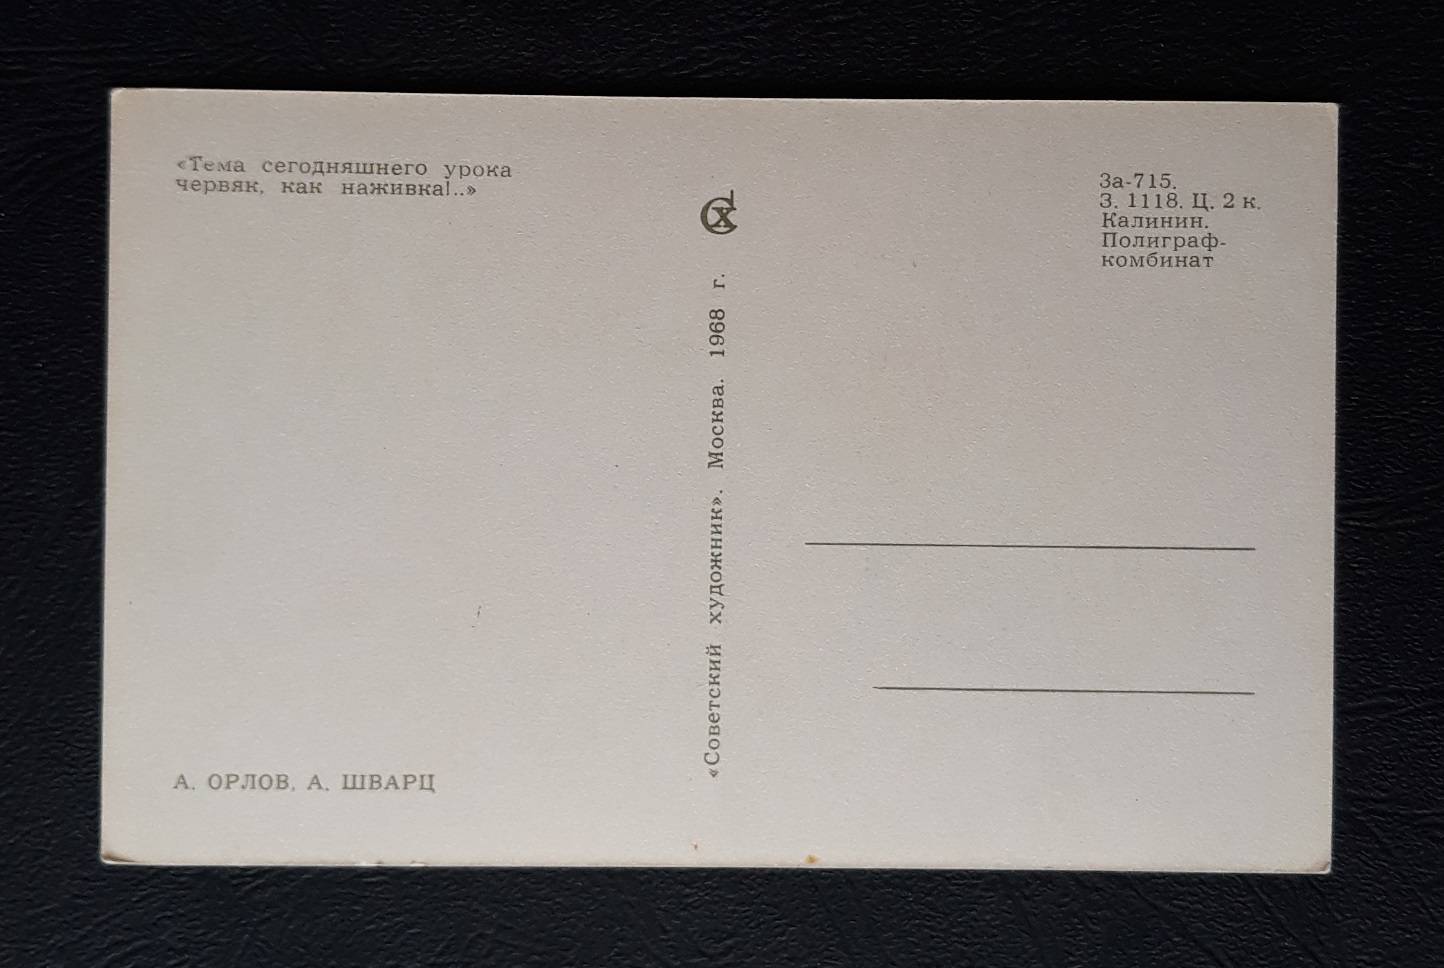 «Тема сегодняшнего урока
червяк, как наживка!..»
А. ОРЛОВ, А. ШВАРЦ
СХ
«Советский художник». Москва. 1968 г.
За-715.
З. 1118. Ц. 2 к.
Калинин.
Полиграф-
комбинат